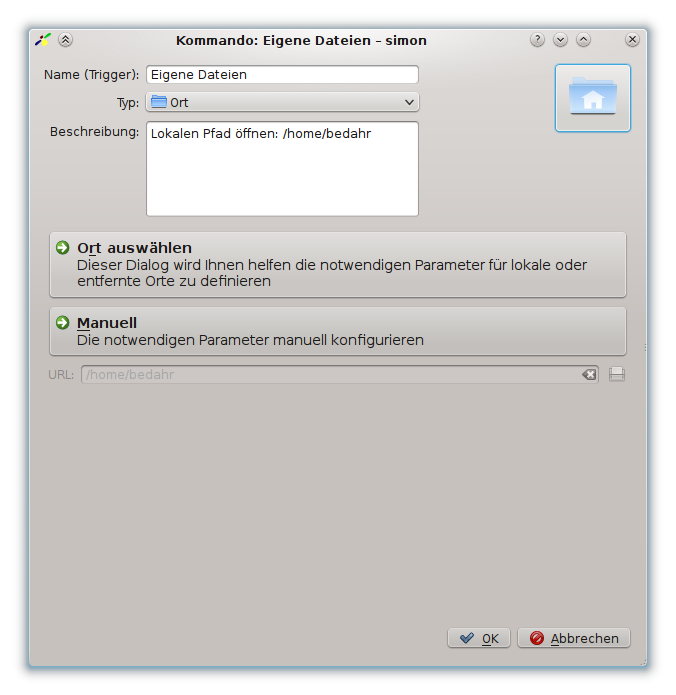 Kommando: Eigene Dateien – simon
Name (Trigger): Eigene Dateien
Typ: Ort
Beschreibung: Lokalen Pfad öffnen: /home/bedahr
Ort auswählen
Dieser Dialog wird Ihnen helfen die notwendigen Parameter für lokale oder
entfernte Orte zu definieren
Manuell
Die notwendigen Parameter manuell konfigurieren
URL: /home/bedahr
OK Abbrechen